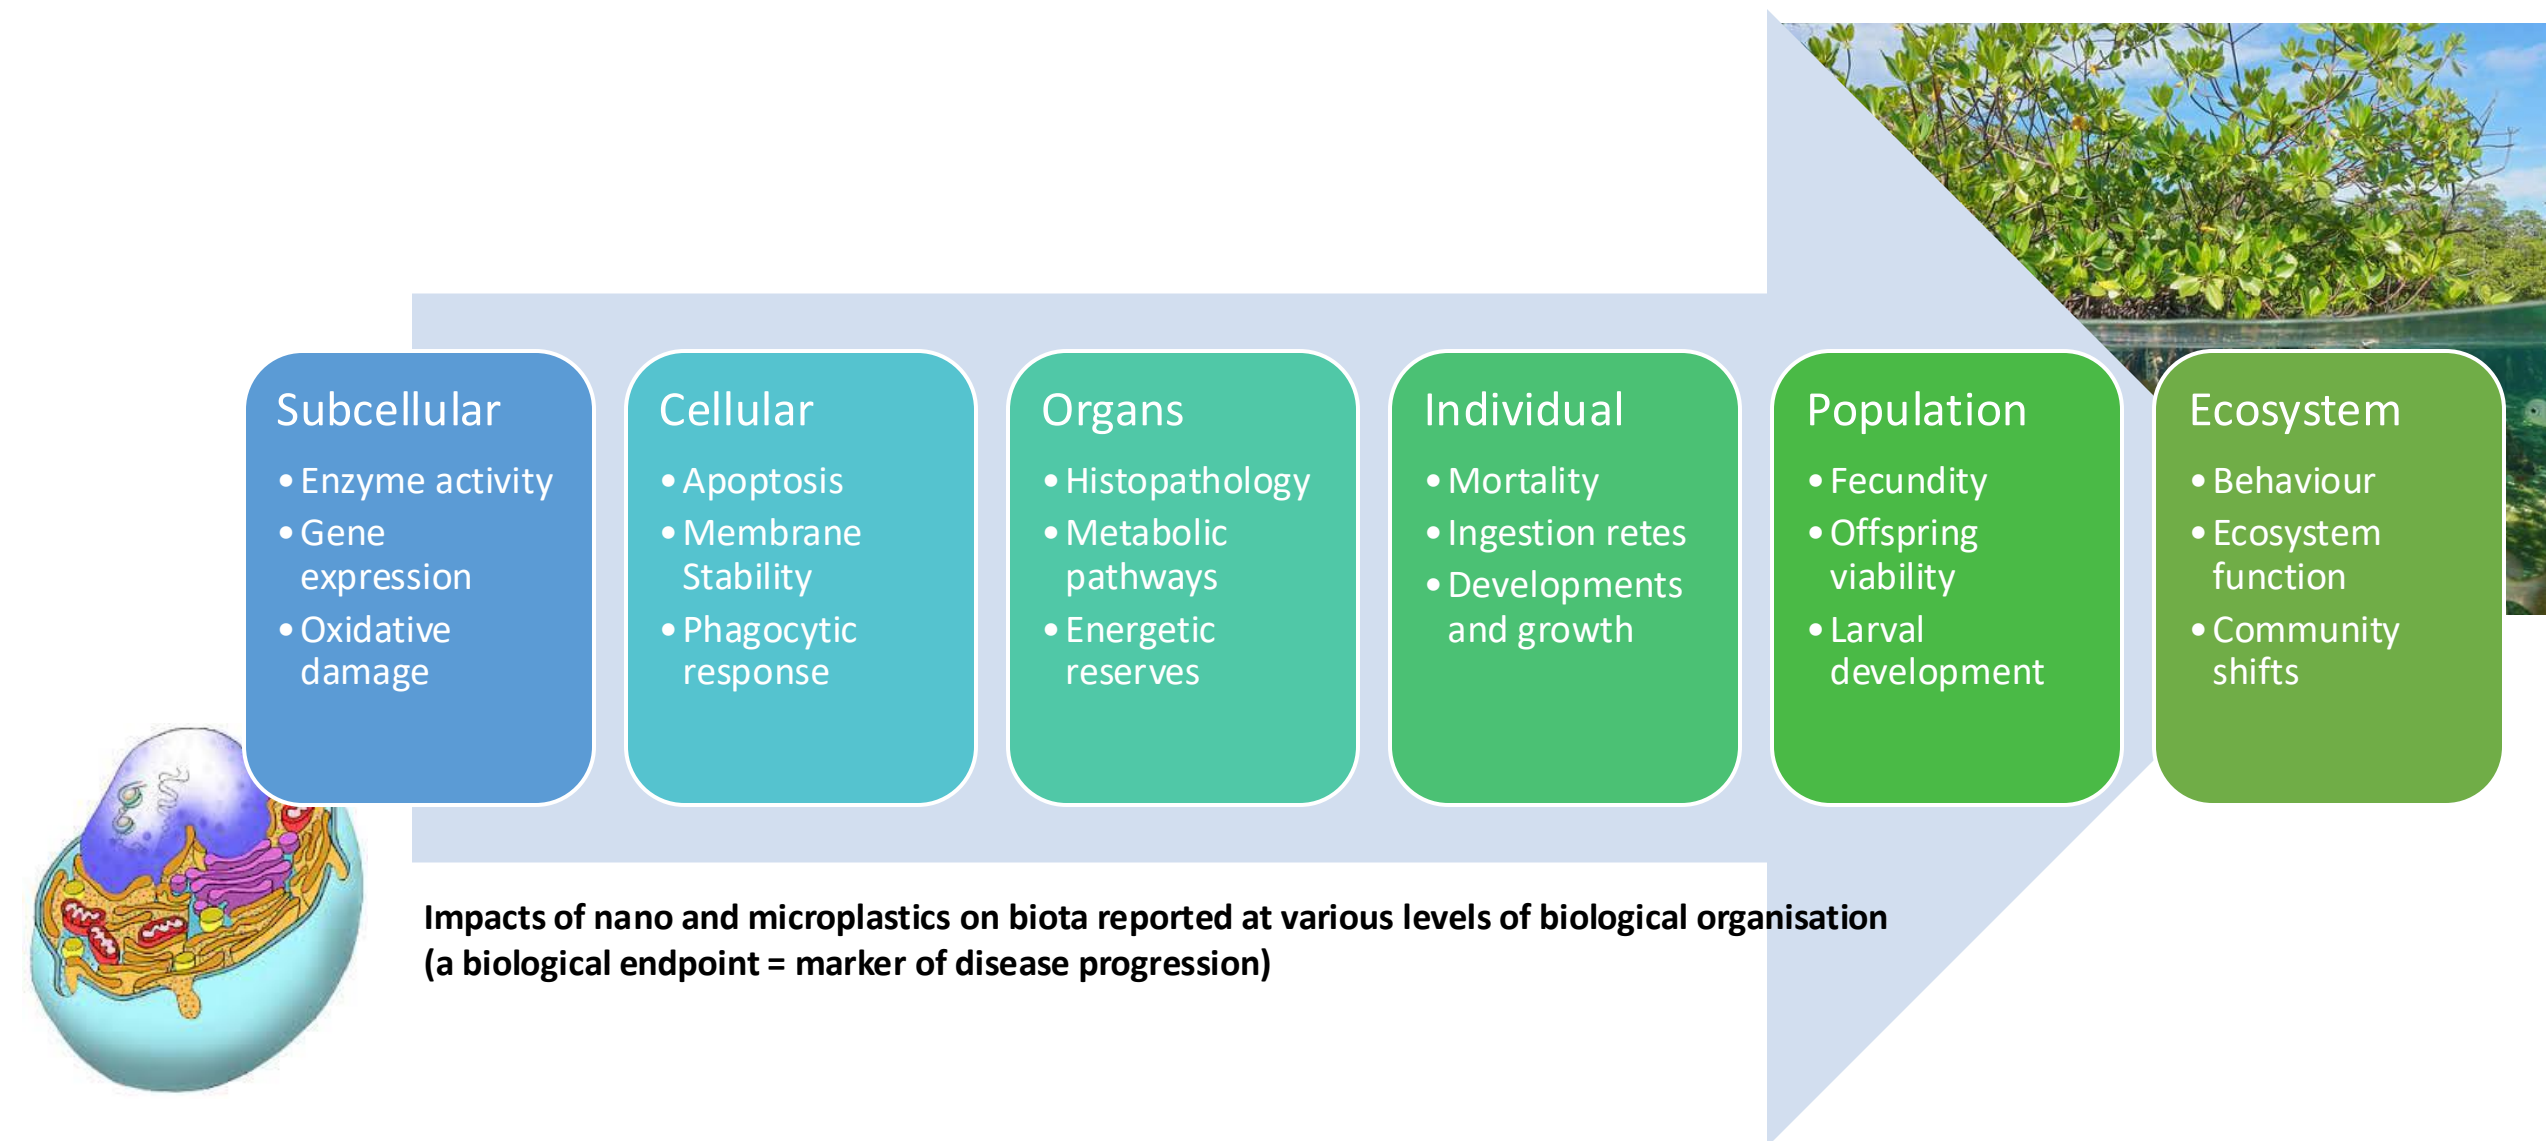 Subcellular
• Enzyme activity
• Gene
expression
• Oxidative
damage
Cellular
• Apoptosis
• Membrane
Stability
• Phagocytic
response
Organs
• Histopathology
• Metabolic
pathways
• Energetic
reserves
Individual
• Mortality
• Ingestion retes
• Developments
and growth
Population
• Fecundity
• Offspring
viability
• Larval
development
Ecosystem
• Behaviour
• Ecosystem
function
• Community
shifts
Impacts of nano and microplastics on biota reported at various levels of biological organisation
(a biological endpoint = marker of disease progression)